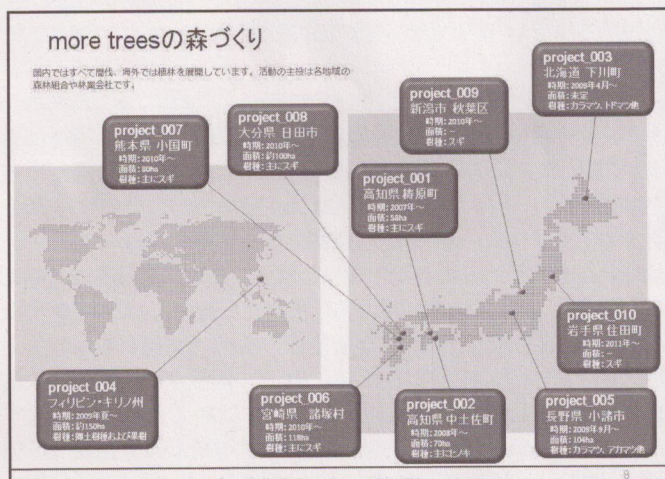 more treesの森づくり
国内ではすべて間伐、海外では植林を展開しています。活動の主役は各地域の
森林組合や林業会社です。
project_003
北海道 下川町
時期:2009年4月～
面積:未定
樹種:カラマツ、トドマツ他
project_009
新潟市 秋葉区
時期:2010年～
面積:－
樹種:スギ
project_008
大分県 日田市
時期:2010年～
面積:約100ha
樹種:主にスギ
project_007
熊本県 小国町
時期:2010年～
面積:80ha
樹種:主にスギ
project_001
高知県 梼原町
時期:2007年～
面積:58ha
樹種:主にスギ
project_010
岩手県 住田町
時期:2011年～
面積:－
樹種:スギ
project_004
フィリピン・キリノ州
時期:2009年夏～
面積:約150ha
樹種:郷土樹種および果樹
project_006
宮崎県 諸塚村
時期:2010年～
面積:118ha
樹種:主にスギ
project_002
高知県 中土佐町
時期:2008年～
面積:70ha
樹種:主にヒノキ
project_005
長野県 小諸市
時期:2009年9月～
面積:104ha
樹種:カラマツ、アカマツ他
8